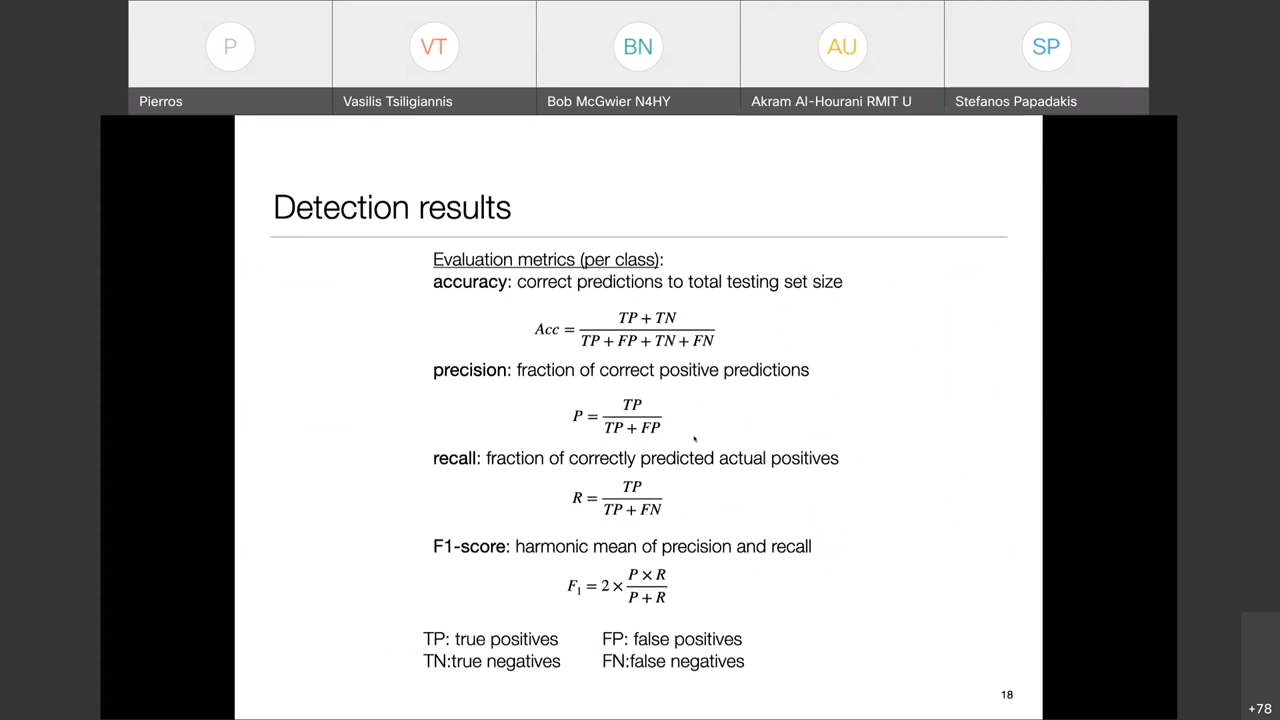 P
VT
BN
AU
SP
Pierros
Vasilis Tsiligiannis
Bob McGwier N4HY
Akram Al-Hourani RMIT U
Stefanos Papadakis
Detection results
Evaluation metrics (per class):
accuracy: correct predictions to total testing set size
Acc = (TP + TN) / (TP + FP + TN + FN)
precision: fraction of correct positive predictions
P = TP / (TP + FP)
recall: fraction of correctly predicted actual positives
R = TP / (TP + FN)
F1-score: harmonic mean of precision and recall
F₁ = 2 × (P × R) / (P + R)
TP: true positives FP: false positives
TN:true negatives FN:false negatives
18
+78